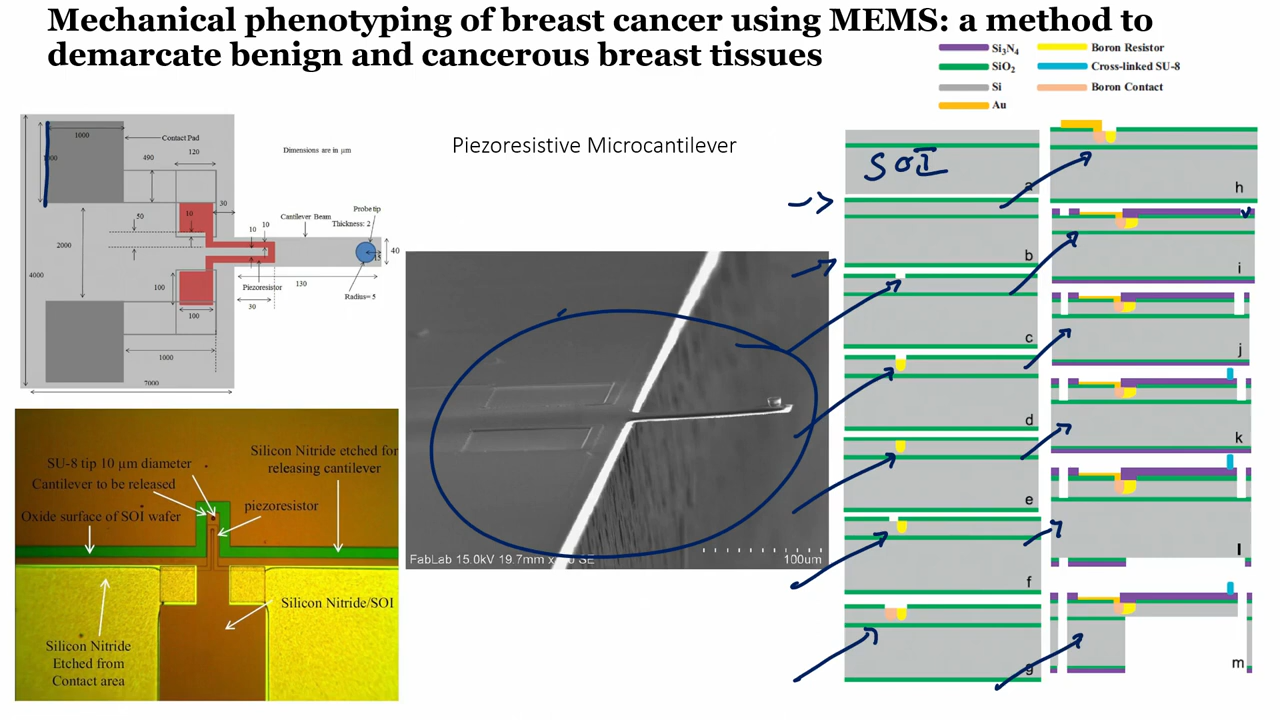 Mechanical phenotyping of breast cancer using MEMS: a method to
demarcate benign and cancerous breast tissues
Si₃N₄
Boron Resistor
SiO₂
Cross-linked SU-8
Si
Boron Contact
Au
Piezoresistive Microcantilever
1000
Contact Pad
120
490
Dimensions are in µm
30
10
50
2000
10
10
Cantilever Beam
Probe tip
Thickness: 2
40
4000
Piezoresistor
130
Radius= 5
100
30
100
1000
7000
SU-8 tip 10 µm diameter
Cantilever to be released
Oxide surface of SOI wafer
Silicon Nitride etched for
releasing cantilever
piezoresistor
Silicon Nitride/SOI
Silicon Nitride
Etched from
Contact area
FabLab 15.0kV 19.7mm
SE
100um
SOI
a
b
c
d
e
f
g
h
i
j
k
l
m